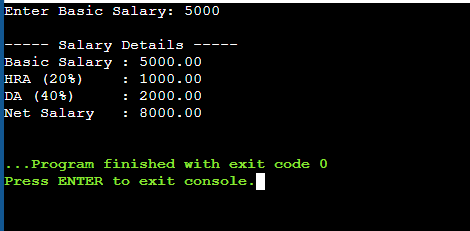 Enter Basic Salary: 5000
----- Salary Details -----
Basic Salary : 5000.00
HRA (20%)    : 1000.00
DA (40%)     : 2000.00
Net Salary   : 8000.00
...Program finished with exit code 0
Press ENTER to exit console.